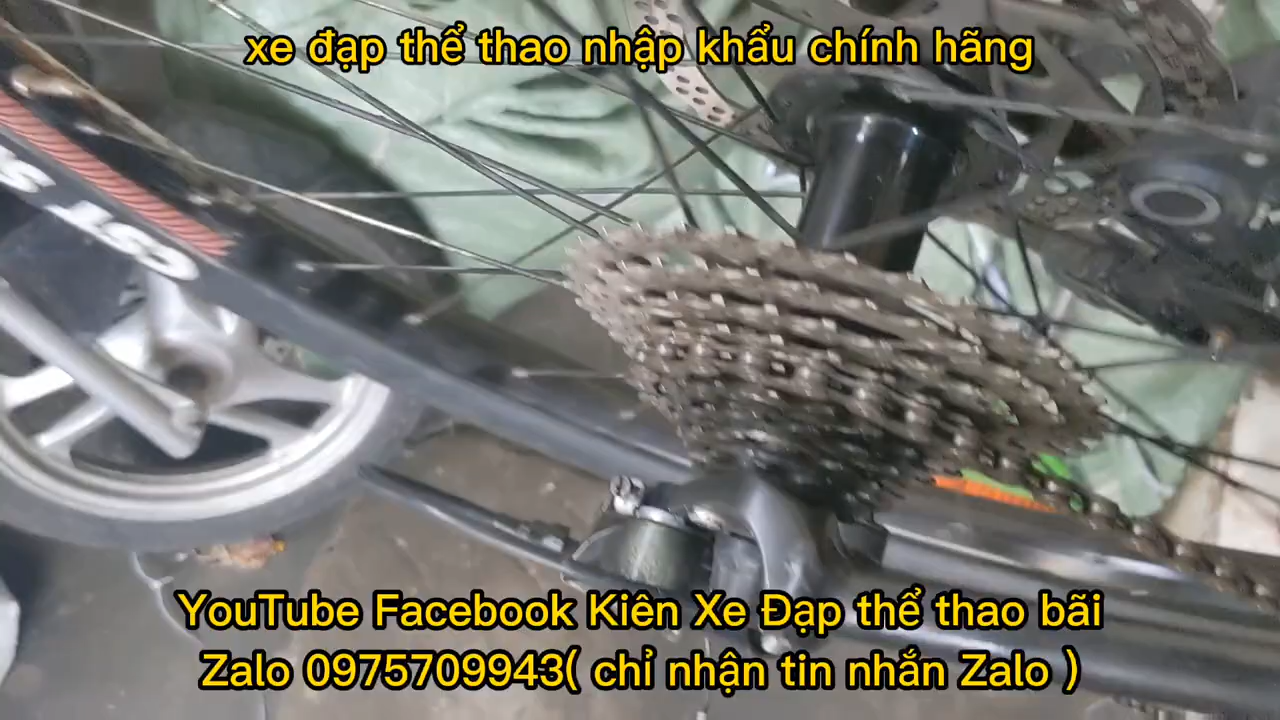 xe đạp thể thao nhập khẩu chính hãng
YouTube Facebook Kiên Xe Đạp thể thao bãi
Zalo 0975709943( chỉ nhận tin nhắn Zalo )